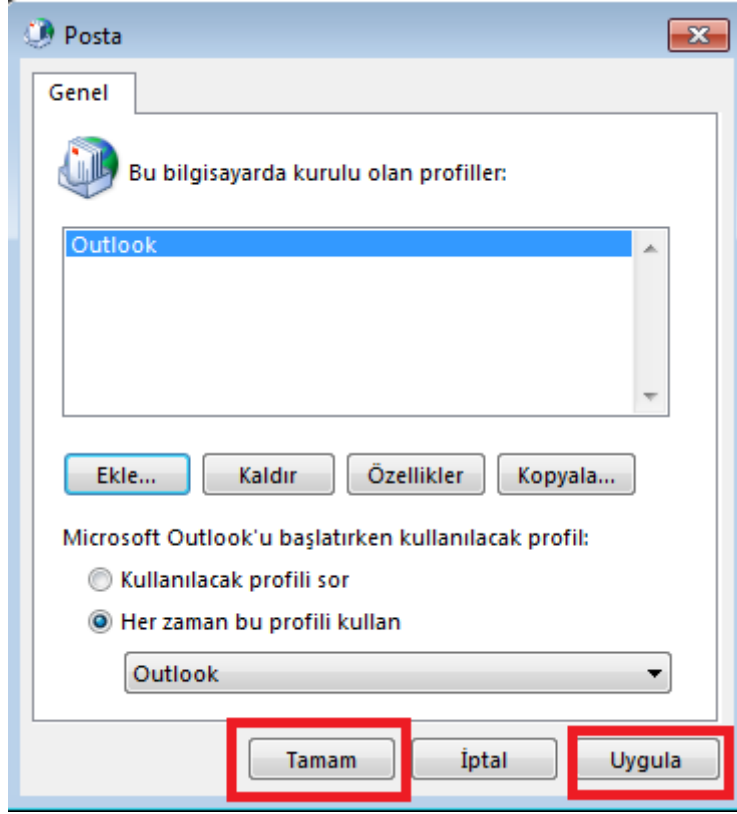 Posta
Genel
Bu bilgisayarda kurulu olan profiller:
Outlook
Ekle... Kaldır Özellikler Kopyala...
Microsoft Outlook'u başlatırken kullanılacak profil:
Kullanılacak profili sor
Her zaman bu profili kullan
Outlook
Tamam İptal Uygula